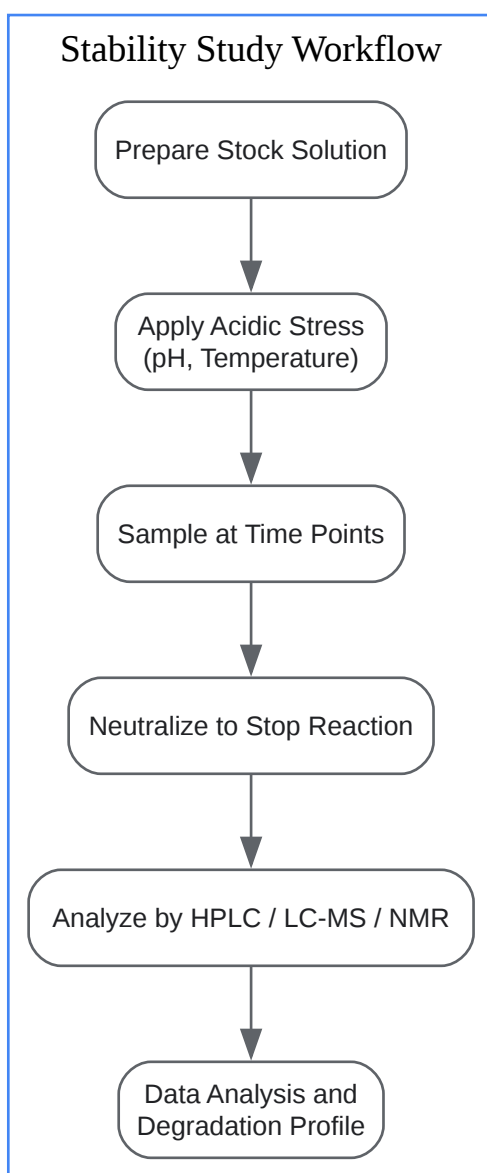 Stability Study Workflow
Prepare Stock Solution
Apply Acidic Stress
(pH, Temperature)
Sample at Time Points
Neutralize to Stop Reaction
Analyze by HPLC / LC-MS / NMR
Data Analysis and
Degradation Profile